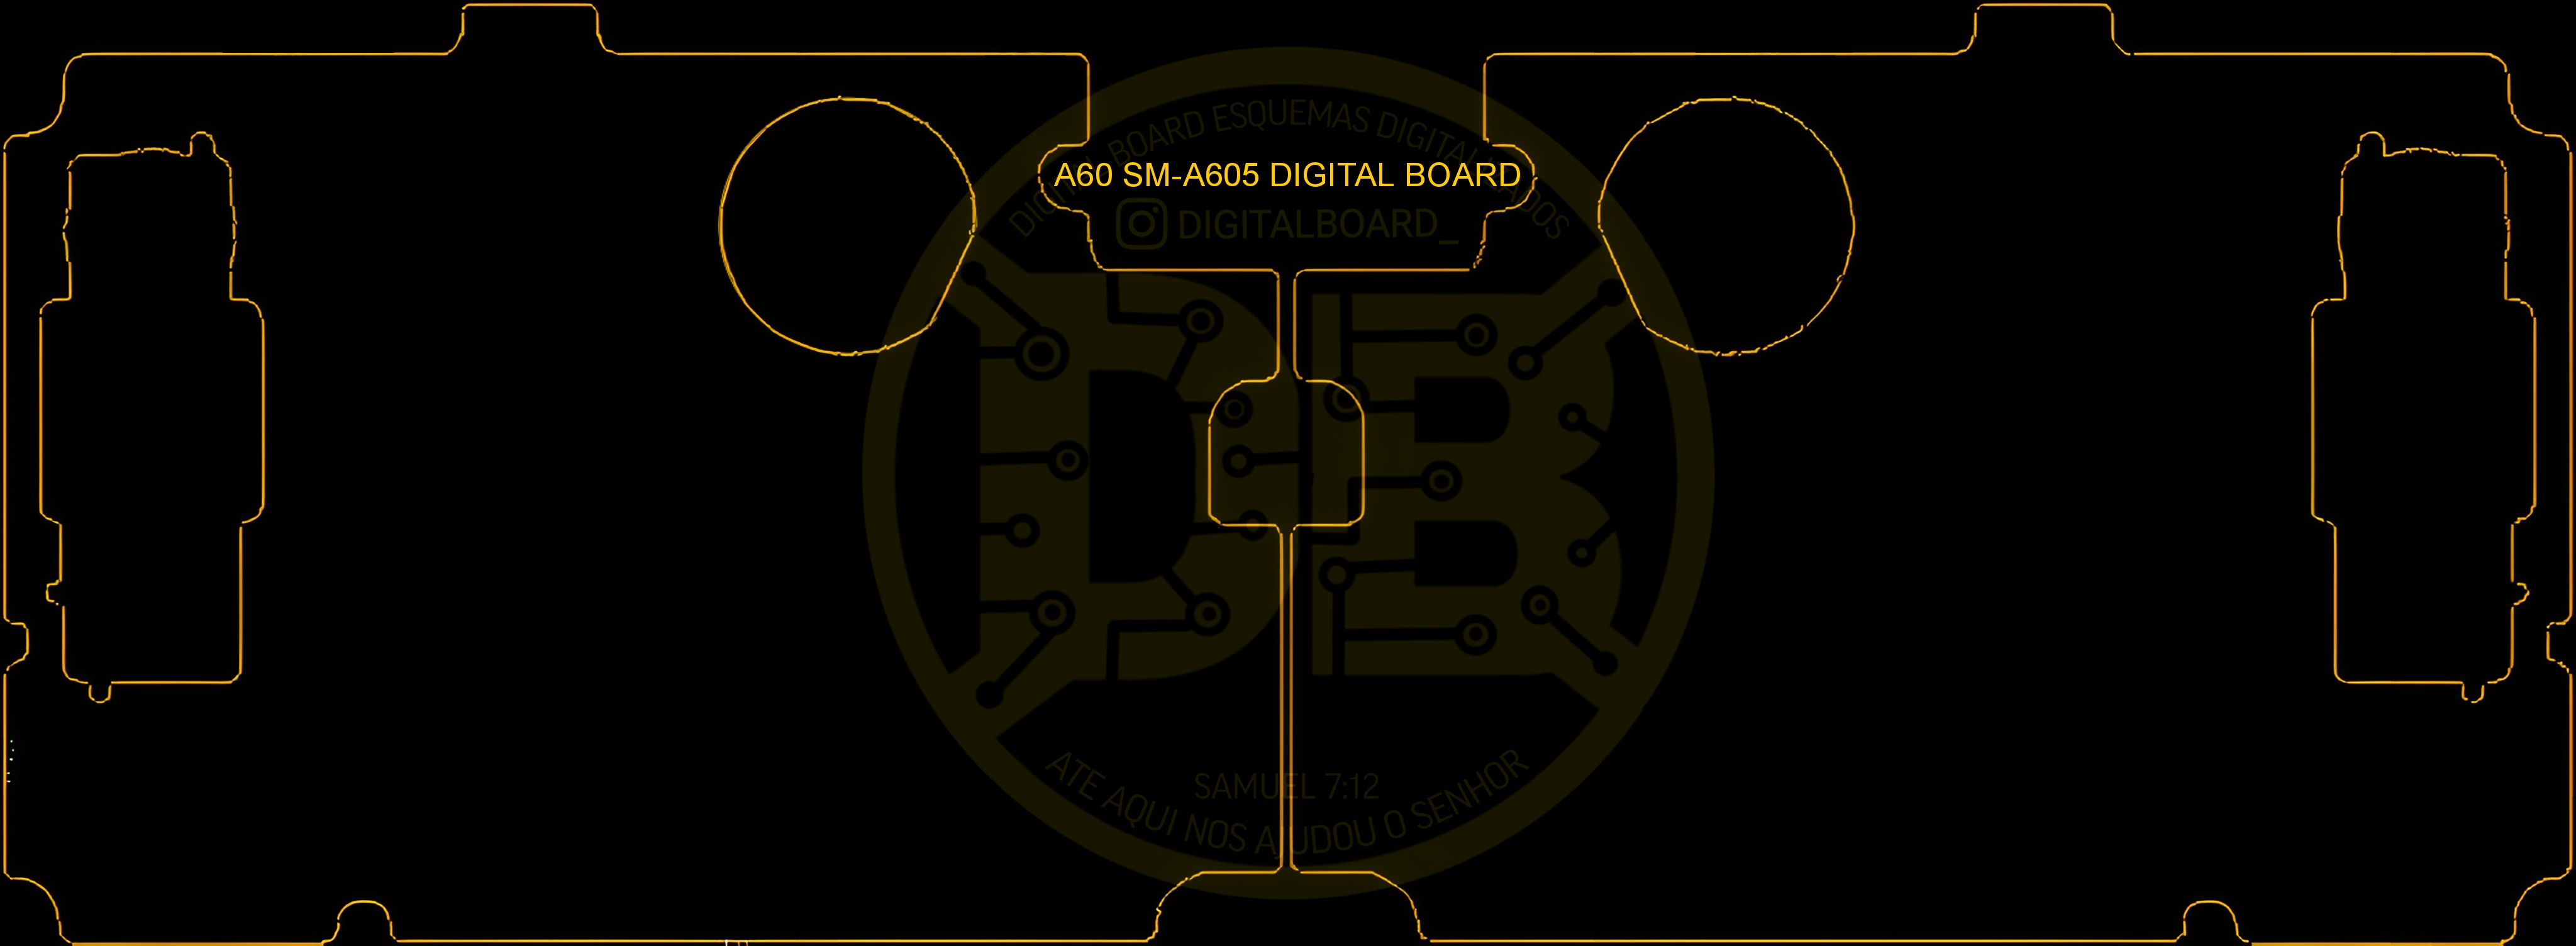 DIGITAL BOARD ESQUEMAS DIGITALIZADOS
A60 SM-A605 DIGITAL BOARD
DIGITALBOARD_
DB
SAMUEL 7:12
ATE AQUI NOS AJUDOU O SENHOR